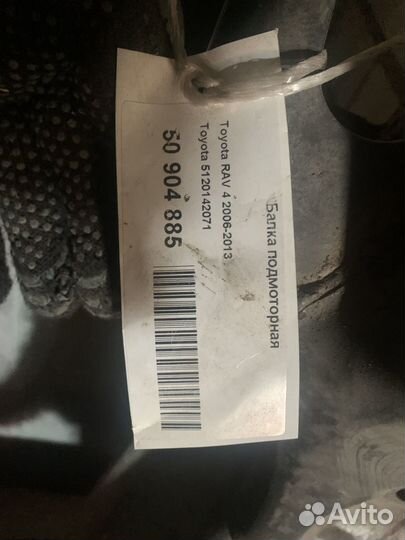 Балка подмоторная
Toyota RAV 4 2006-2013
Toyota 5120142071
50 904 885
Avito